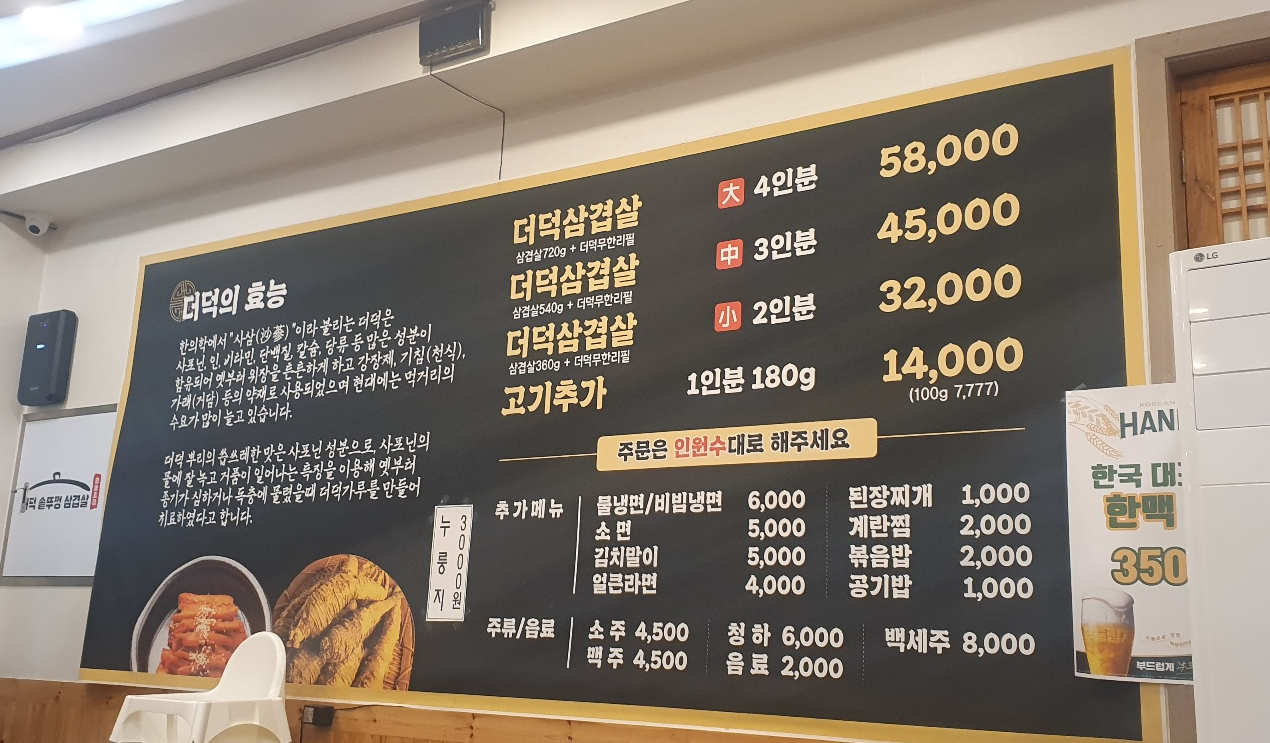 더덕의 효능
한의학에서 "사삼(沙蔘)"이라 불리는 더덕은
사포닌, 인, 비타민, 단백질, 칼슘, 당류 등 많은 성분이
함유되어 옛부터 위장을 튼튼하게 하고 강장제, 기침(천식),
가래(거담) 등의 약재로 사용되었으며 현대에는 먹거리의
수요가 많이 늘고 있습니다.
더덕 뿌리의 씁쓰레한 맛은 사포닌 성분으로 사포닌의
물에 잘 녹고 거품이 일어나는 특징을 이용해 옛부터
종기가 심하거나 독충에 물렸을때 더덕가루를 만들어
치료하였다고 합니다.
더덕삼겹살 大 4인분 58,000
삼겹살720g + 더덕무한리필
더덕삼겹살 中 3인분 45,000
삼겹살540g + 더덕무한리필
더덕삼겹살 小 2인분 32,000
삼겹살360g + 더덕무한리필
고기추가 1인분 180g 14,000
(100g 7,777)
주문은 인원수대로 해주세요
추가메뉴
물냉면/비빔냉면 6,000
소면 5,000
김치말이 5,000
얼큰라면 4,000
된장찌개 1,000
계란찜 2,000
볶음밥 2,000
공기밥 1,000
주류/음료
소주 4,500
맥주 4,500
청하 6,000
음료 2,000
백세주 8,000
누룽지
3000원
더덕 솥뚜껑 삼겹살
LG
KOREAN
HAN
한국 대
한맥
350
부드럽게